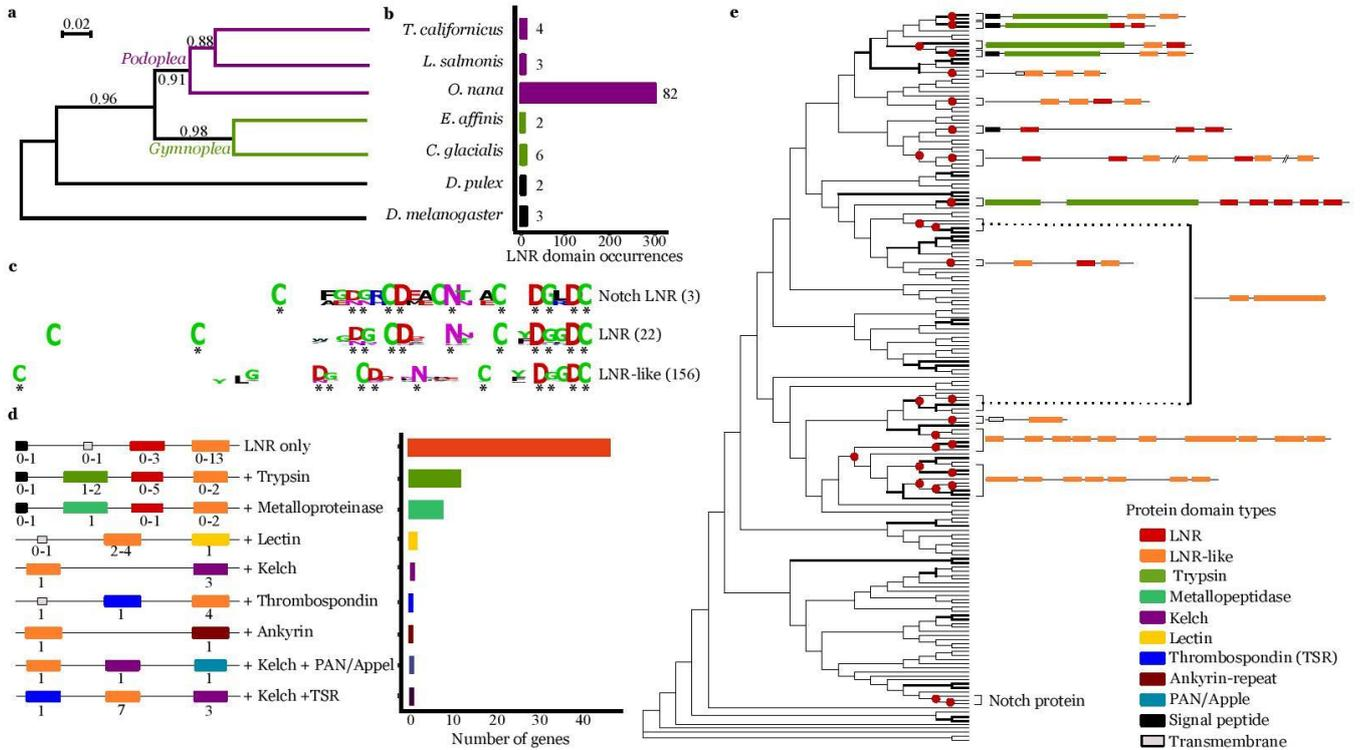 a
0.02
0.88
Podoplea
0.91
0.96
0.98
Gymnoplea
b
T. californicus
4
L. salmonis
3
O. nana
82
E. affinis
2
C. glacialis
6
D. pulex
2
D. melanogaster
3
0 100 200 300
LNR domain occurrences
c
Notch LNR (3)
LNR (22)
LNR-like (156)
d
LNR only
0-1 0-1 0-3 0-13
+ Trypsin
0-1 1-2 0-5 0-2
+ Metalloproteinase
0-1 1 0-1 0-2
+ Lectin
0-1 2-4 1
+ Kelch
1 3
+ Thrombospondin
1 1 4
+ Ankyrin
1 1
+ Kelch + PAN/Appel
1 1 1
+ Kelch +TSR
1 7 3
0 10 20 30 40
Number of genes
e
Notch protein
Protein domain types
LNR
LNR-like
Trypsin
Metallopeptidase
Kelch
Lectin
Thrombospondin (TSR)
Ankyrin-repeat
PAN/Apple
Signal peptide
Transmembrane